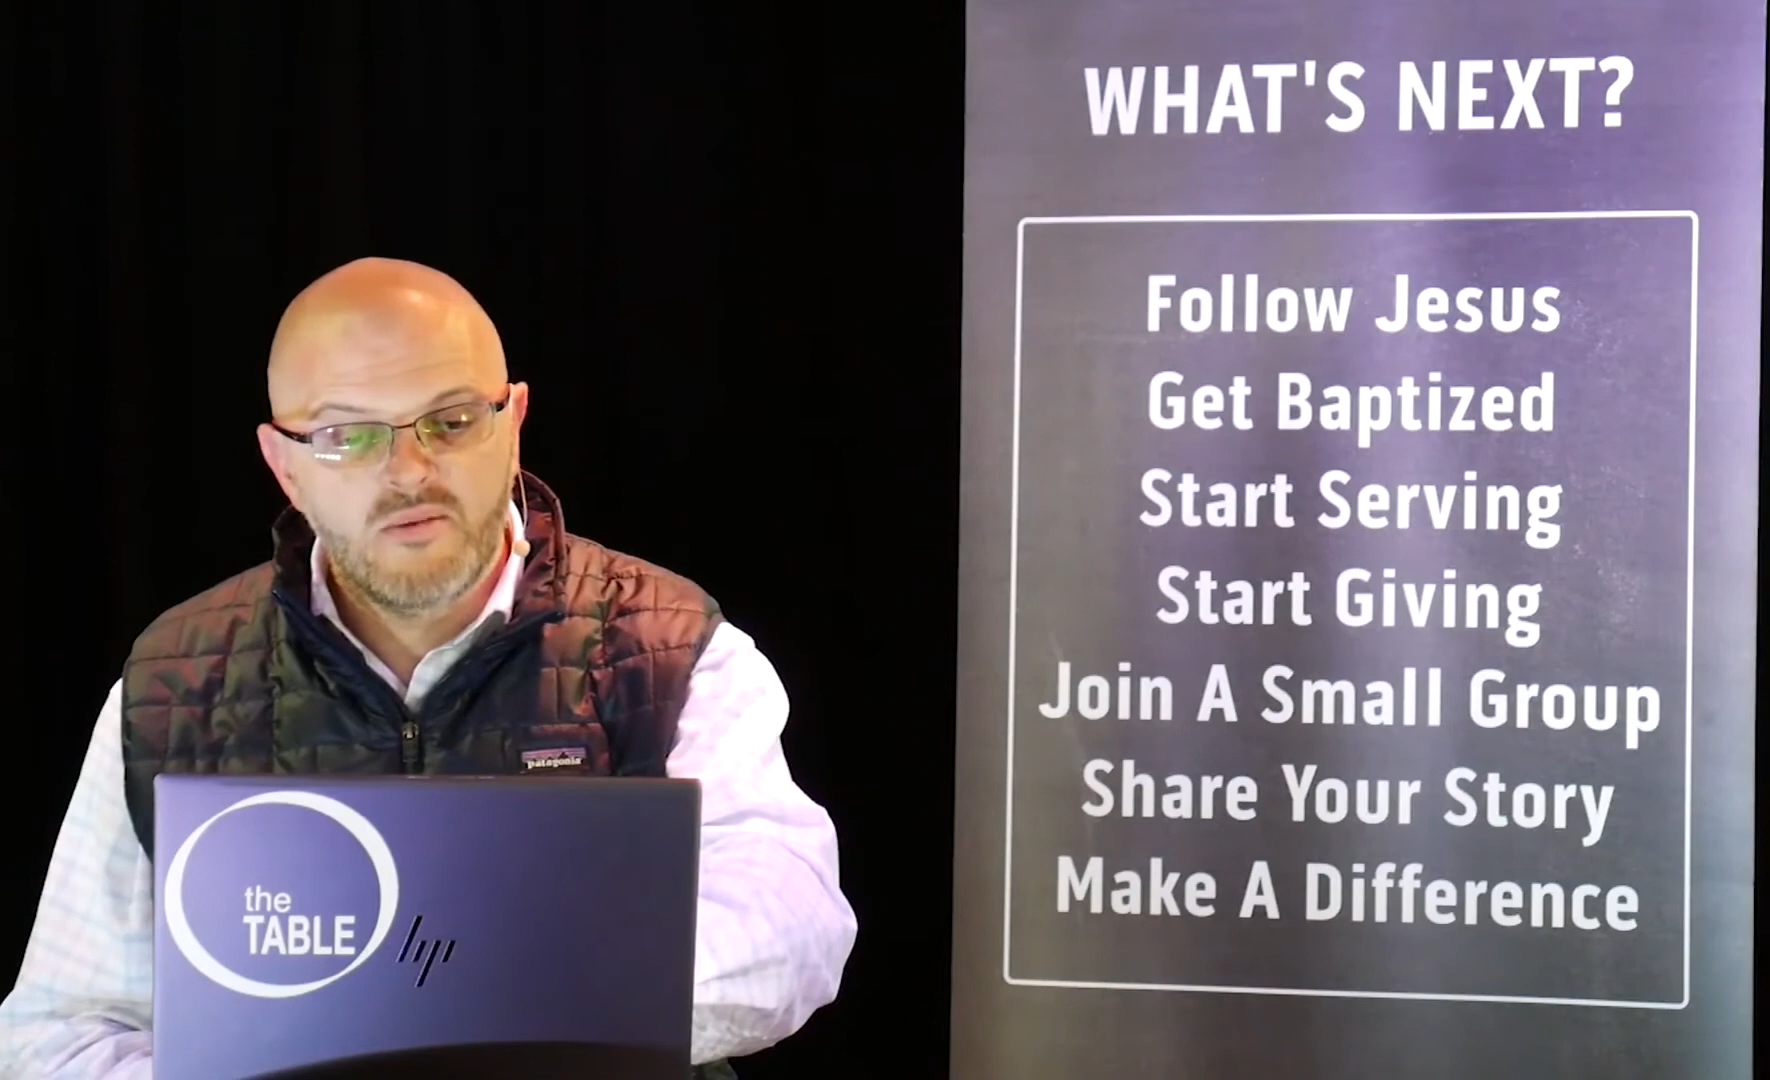 WHAT'S NEXT?
Follow Jesus
Get Baptized
Start Serving
Start Giving
Join A Small Group
Share Your Story
Make A Difference
patagonia
the
TABLE
hp